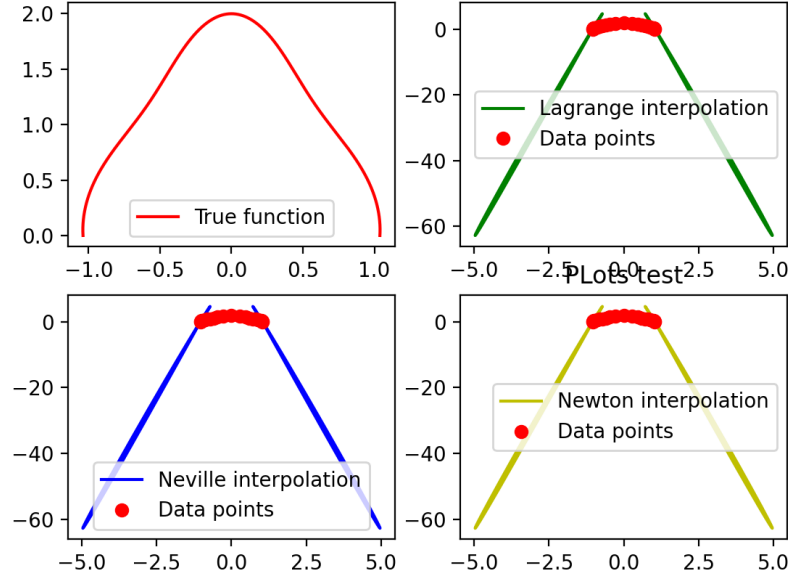 2.0
1.5
1.0
0.5
0.0
True function
−1.0 −0.5 0.0 0.5 1.0
0
−20
−40
−60
Lagrange interpolation
Data points
−5.0 −2.5 0.0 2.5 5.0
0
−20
−40
−60
Neville interpolation
Data points
−5.0 −2.5 0.0 2.5 5.0
PLots test
0
−20
−40
−60
Newton interpolation
Data points
−5.0 −2.5 0.0 2.5 5.0